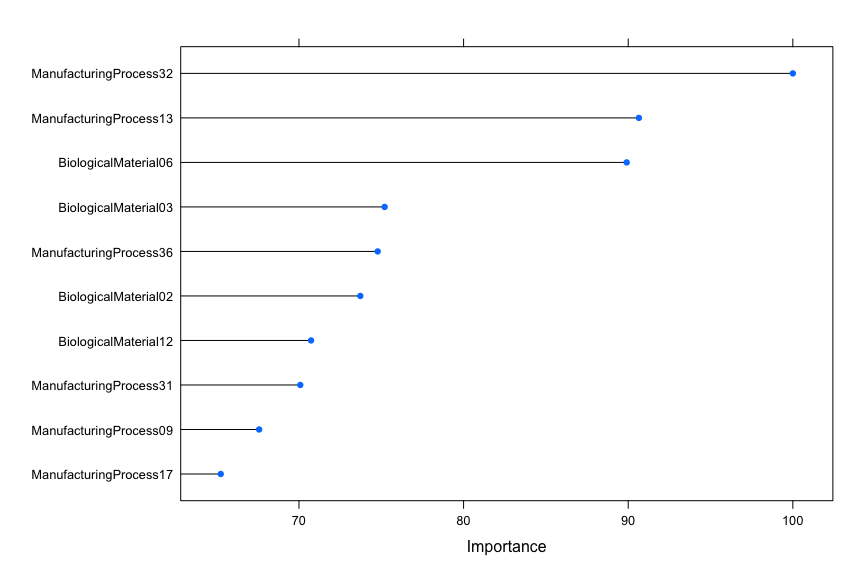 ManufacturingProcess32
ManufacturingProcess13
BiologicalMaterial06
BiologicalMaterial03
ManufacturingProcess36
BiologicalMaterial02
BiologicalMaterial12
ManufacturingProcess31
ManufacturingProcess09
ManufacturingProcess17
70 80 90 100
Importance